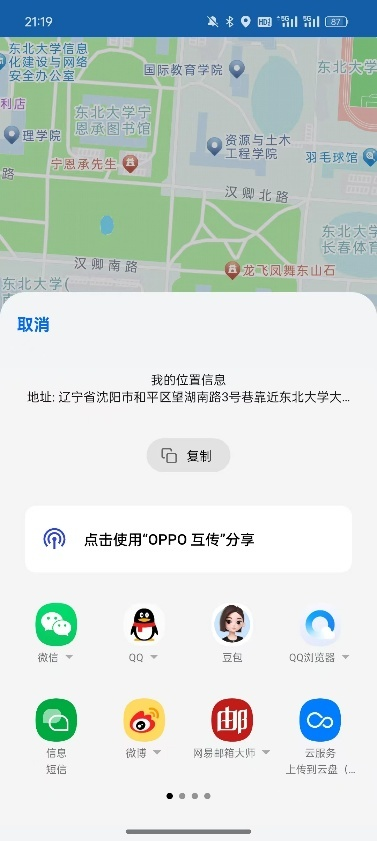 21:19
HD2
5G
5G
87
东北大学信息
化建设与网络
安全办公室
国际教育学院
东北大学
利店
东北大学宁
恩承图书馆
理学院
资源与土木
工程学院
羽毛球馆
宁恩承先生
路
汉卿北路
东北大学
长春体育
汉卿南路
东北大学(
龙飞凤舞东山石
取消
我的位置信息
地址: 辽宁省沈阳市和平区望湖南路3号巷靠近东北大学大...
复制
点击使用“OPPO 互传”分享
微信
QQ
豆包
QQ浏览器
邮
信息
短信
微博
网易邮箱大师
云服务
上传到云盘（...